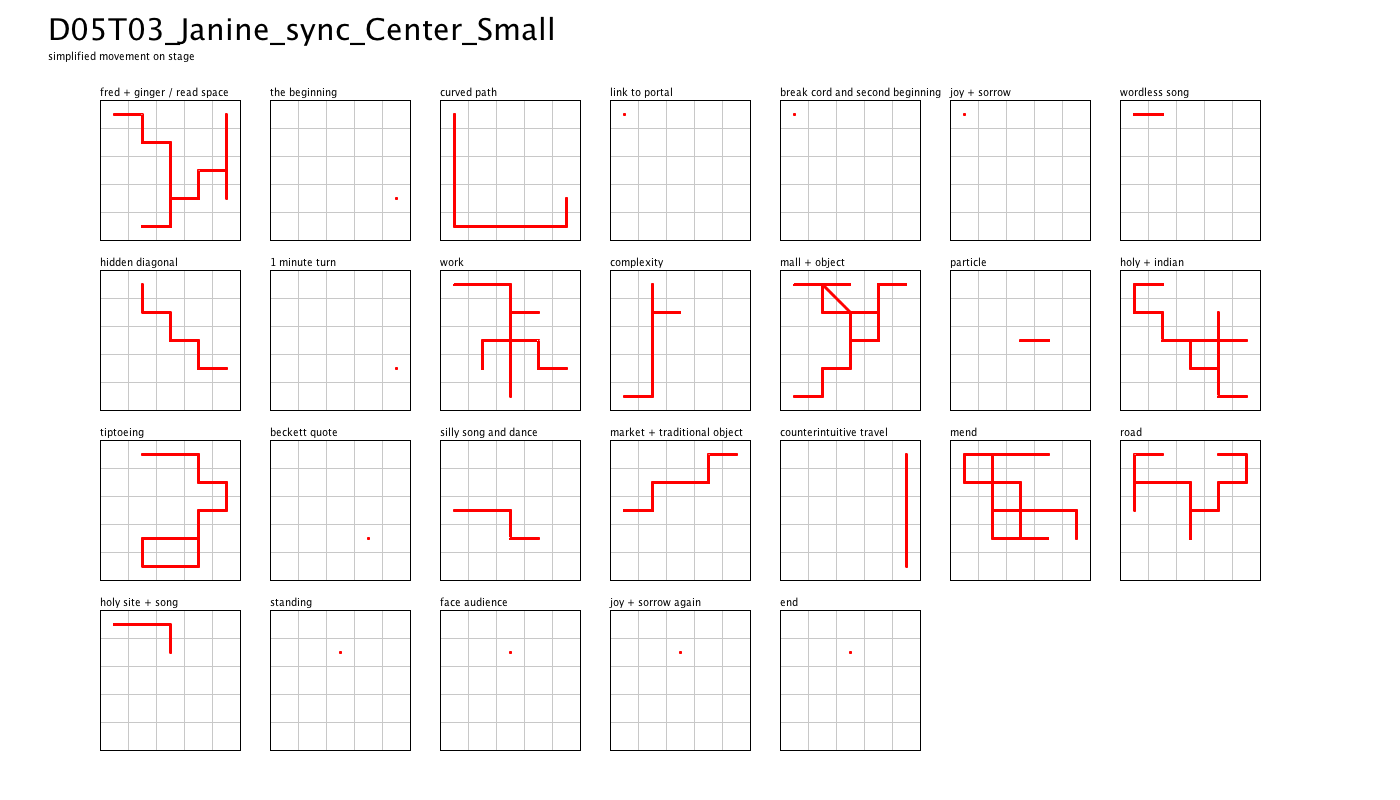 D05T03_Janine_sync_Center_Small
simplified movement on stage
fred + ginger / read space
the beginning
curved path
link to portal
break cord and second beginning
joy + sorrow
wordless song
hidden diagonal
1 minute turn
work
complexity
mall + object
particle
holy + indian
tiptoeing
beckett quote
silly song and dance
market + traditional object
counterintuitive travel
mend
road
holy site + song
standing
face audience
joy + sorrow again
end